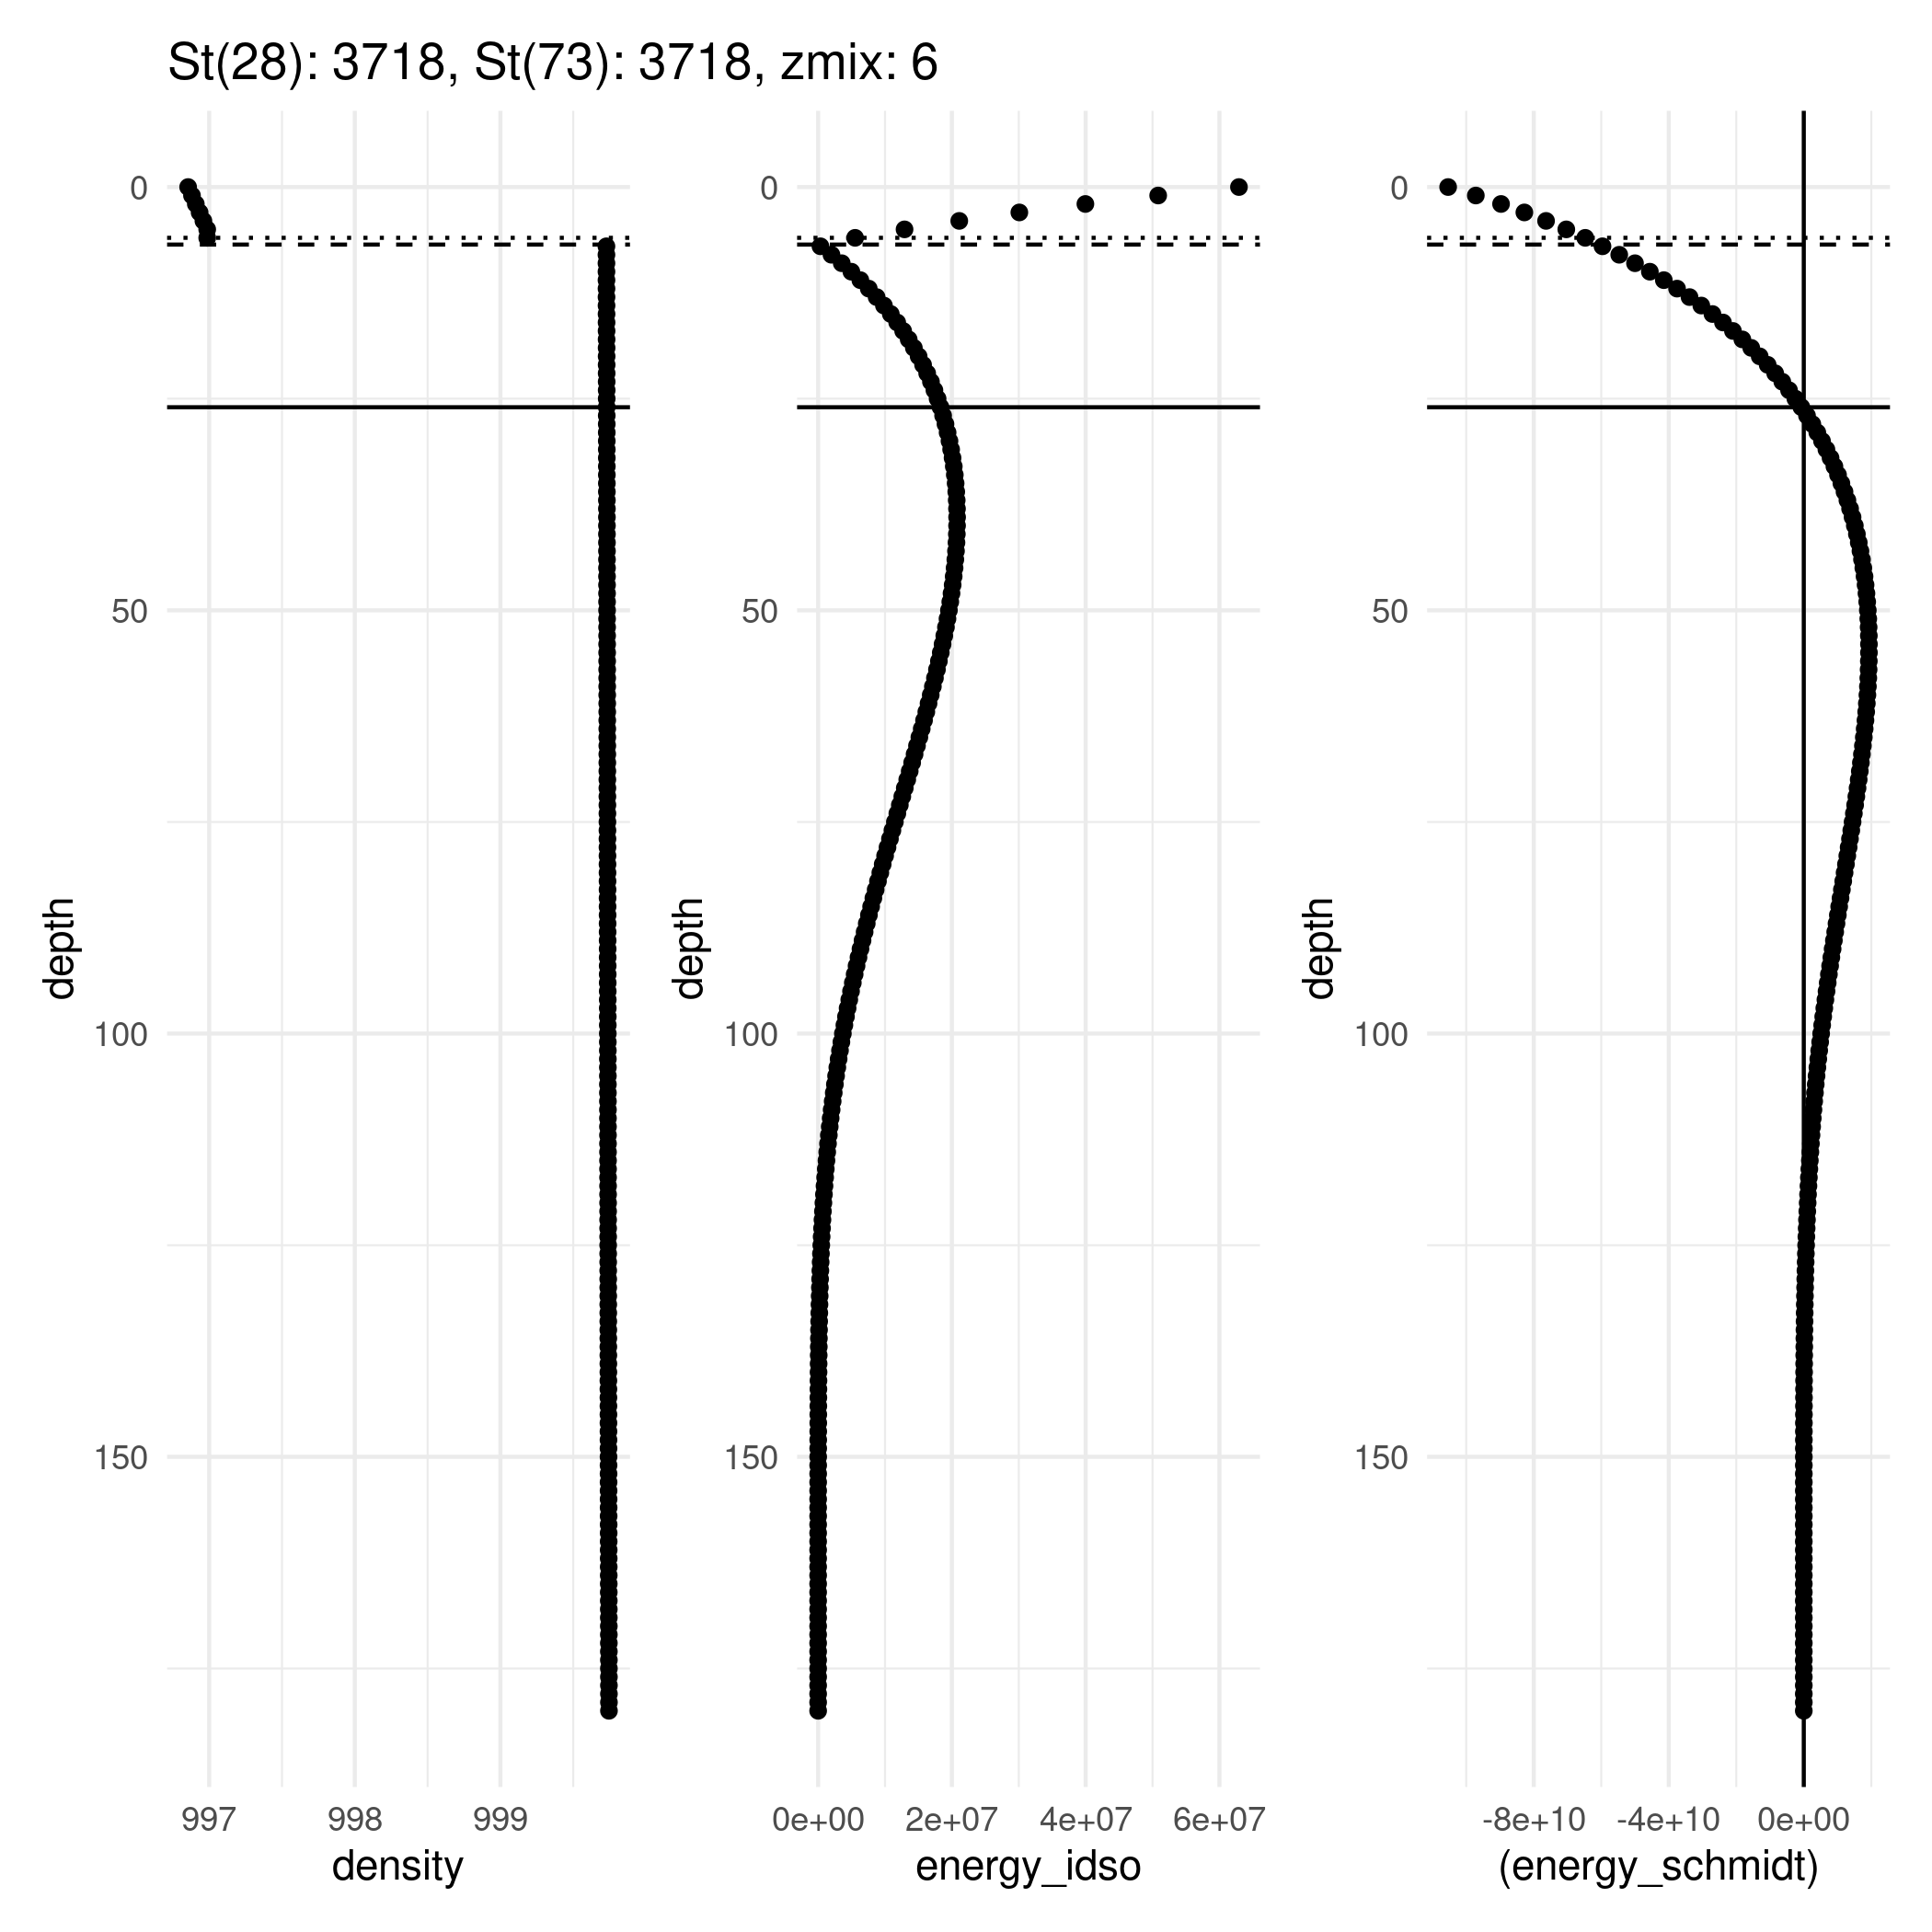 St(28): 3718, St(73): 3718, zmix: 6
0
50
100
150
depth
997 998 999
density
0
50
100
150
depth
0e+00 2e+07 4e+07 6e+07
energy_idso
0
50
100
150
depth
-8e+10 -4e+10 0e+00
(energy_schmidt)